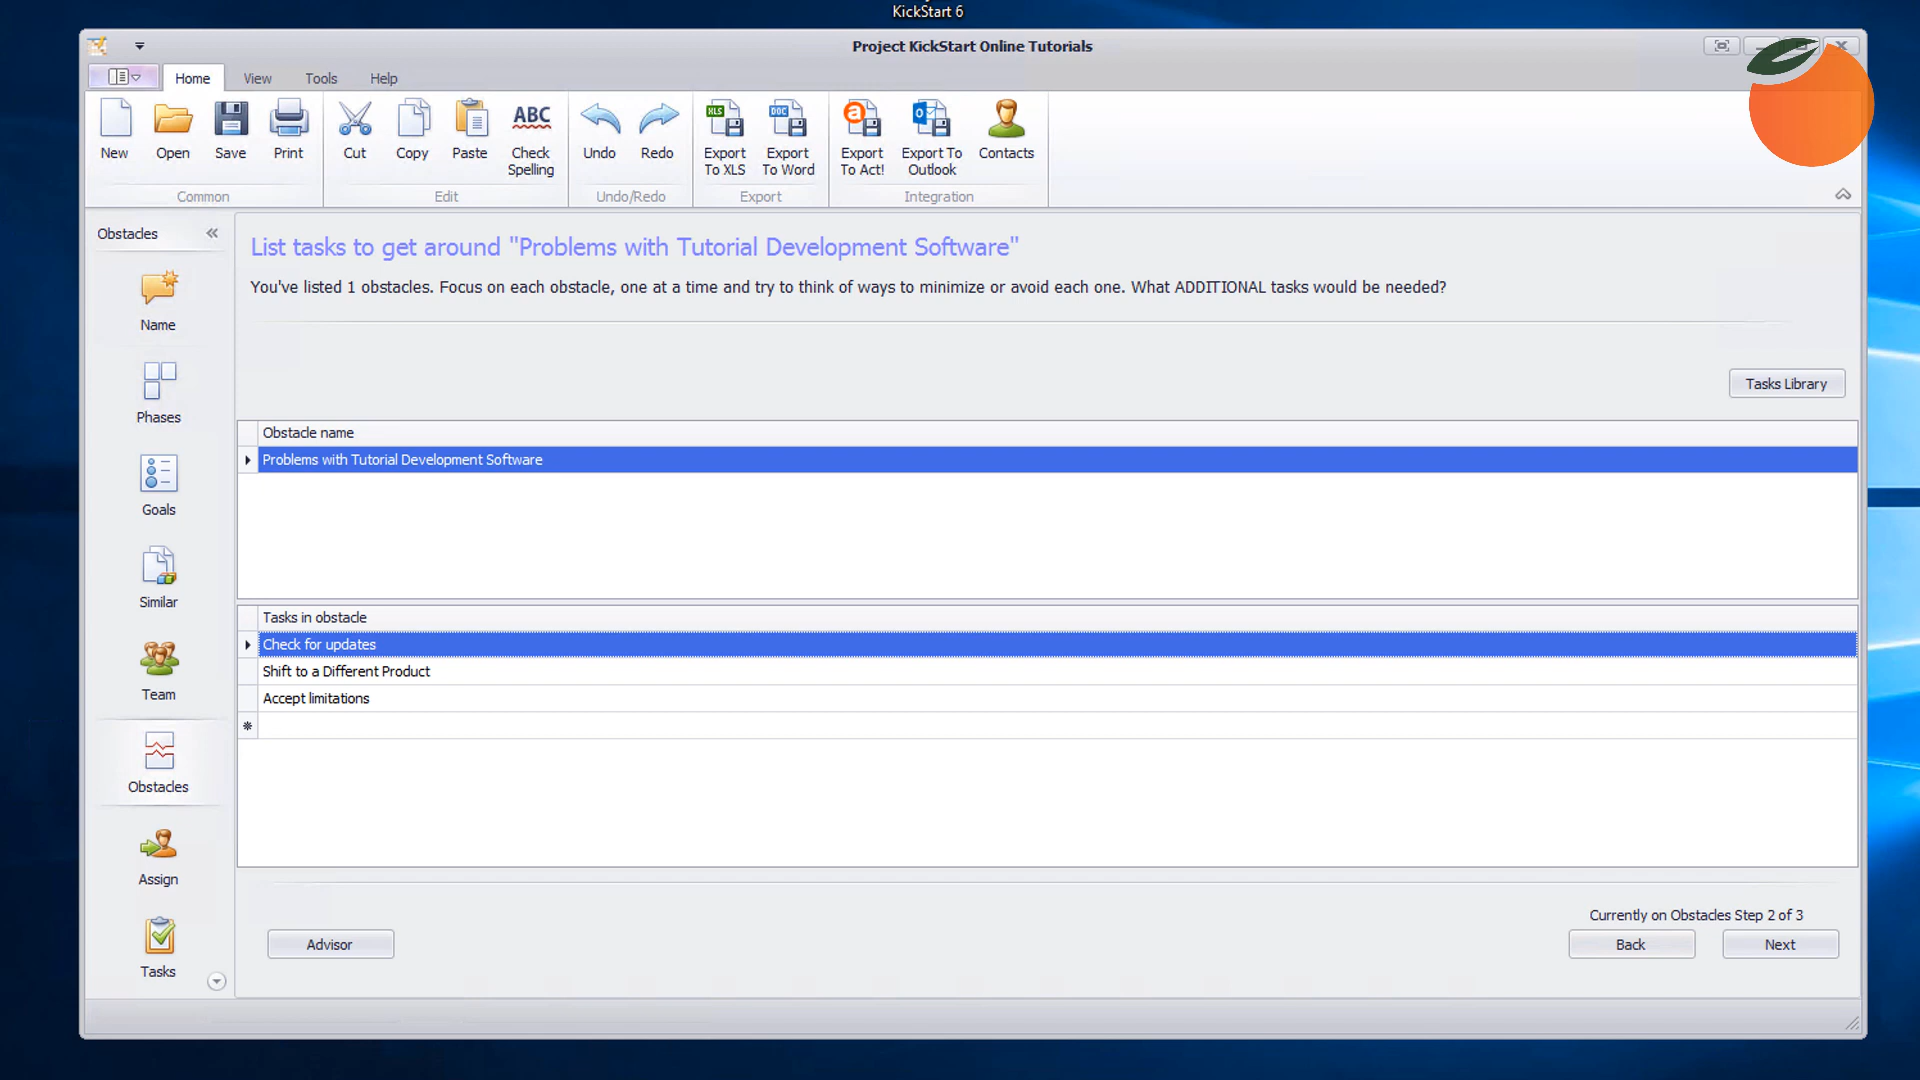 KickStart 6
Project KickStart Online Tutorials
Home View Tools Help
New Open Save Print Cut Copy Paste ABC Check Spelling Undo Redo XLS Export To XLS DOC Export To Word a Export To Act! Export To Outlook Contacts
Common Edit Undo/Redo Export Integration
Obstacles
Name
Phases
Goals
Similar
Team
Obstacles
Assign
Tasks
List tasks to get around "Problems with Tutorial Development Software"
You've listed 1 obstacles. Focus on each obstacle, one at a time and try to think of ways to minimize or avoid each one. What ADDITIONAL tasks would be needed?
Tasks Library
Obstacle name
Problems with Tutorial Development Software
Tasks in obstacle
Check for updates
Shift to a Different Product
Accept limitations
Currently on Obstacles Step 2 of 3
Advisor Back Next